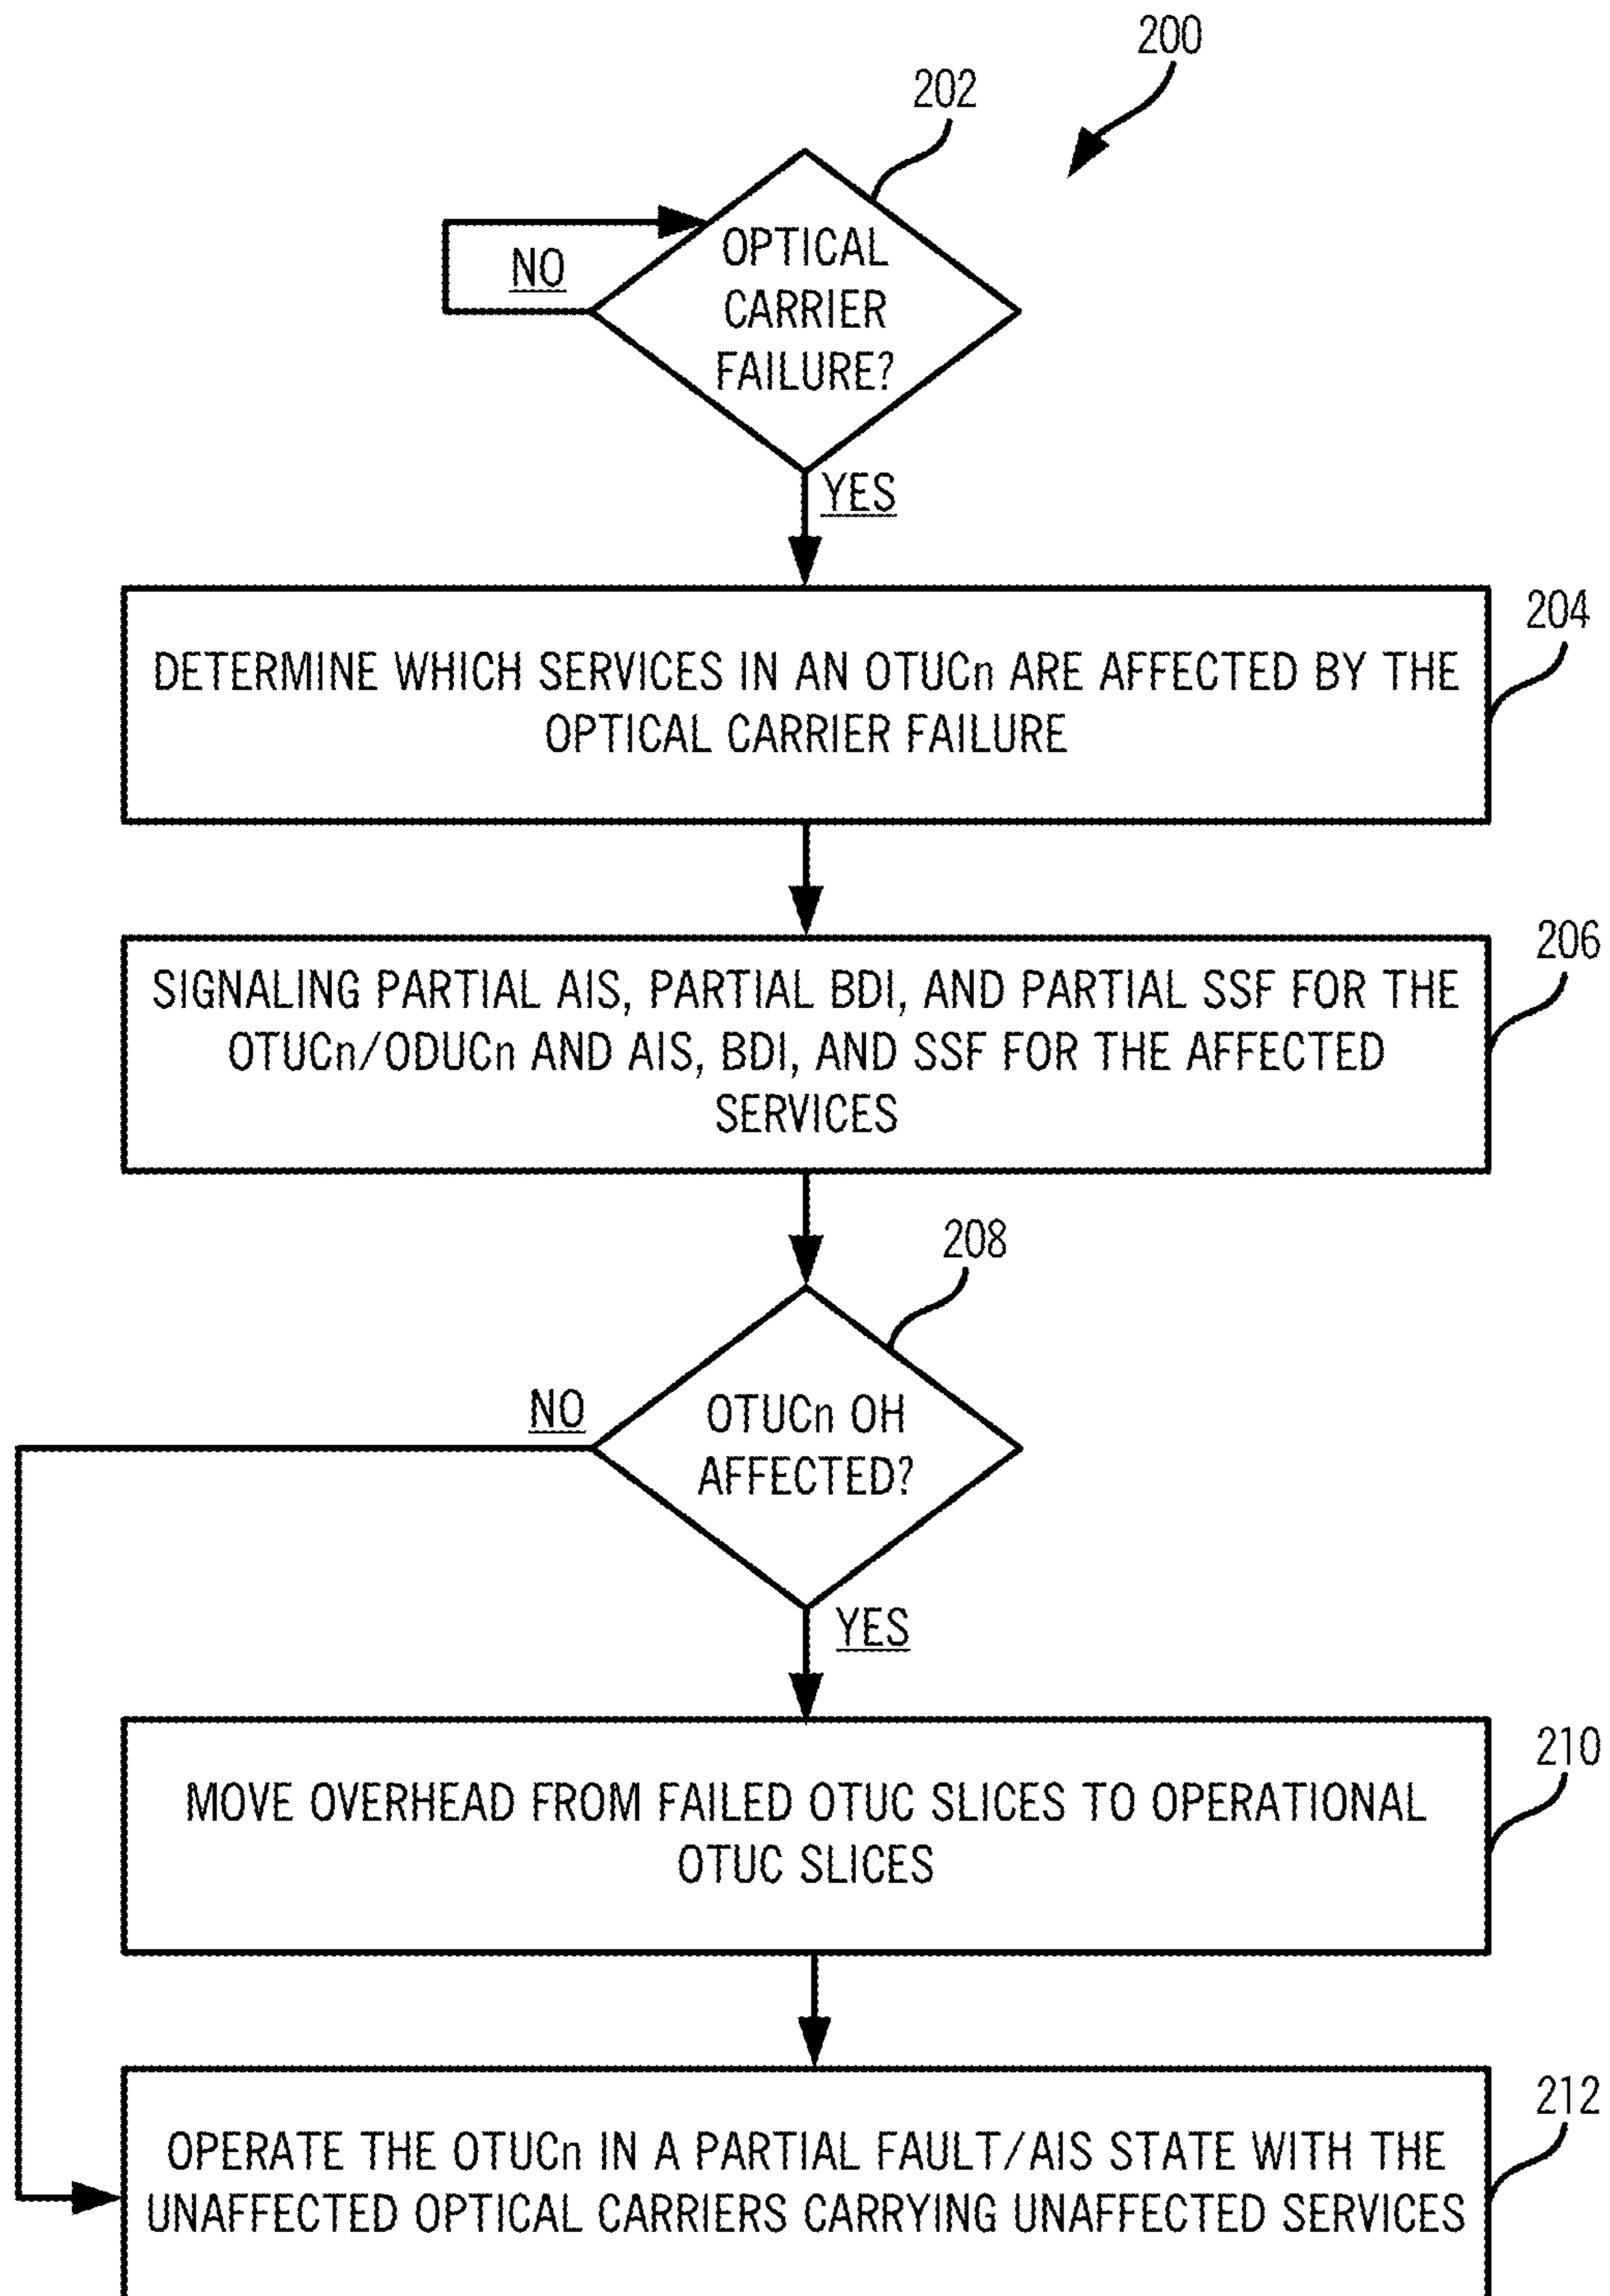 200
202
OPTICAL
CARRIER
FAILURE?
NO
YES
204
DETERMINE WHICH SERVICES IN AN OTUCn ARE AFFECTED BY THE
OPTICAL CARRIER FAILURE
206
SIGNALING PARTIAL AIS, PARTIAL BDI, AND PARTIAL SSF FOR THE
OTUCn/ODUCn AND AIS, BDI, AND SSF FOR THE AFFECTED
SERVICES
208
OTUCn OH
AFFECTED?
NO
YES
210
MOVE OVERHEAD FROM FAILED OTUC SLICES TO OPERATIONAL
OTUC SLICES
212
OPERATE THE OTUCn IN A PARTIAL FAULT/AIS STATE WITH THE
UNAFFECTED OPTICAL CARRIERS CARRYING UNAFFECTED SERVICES